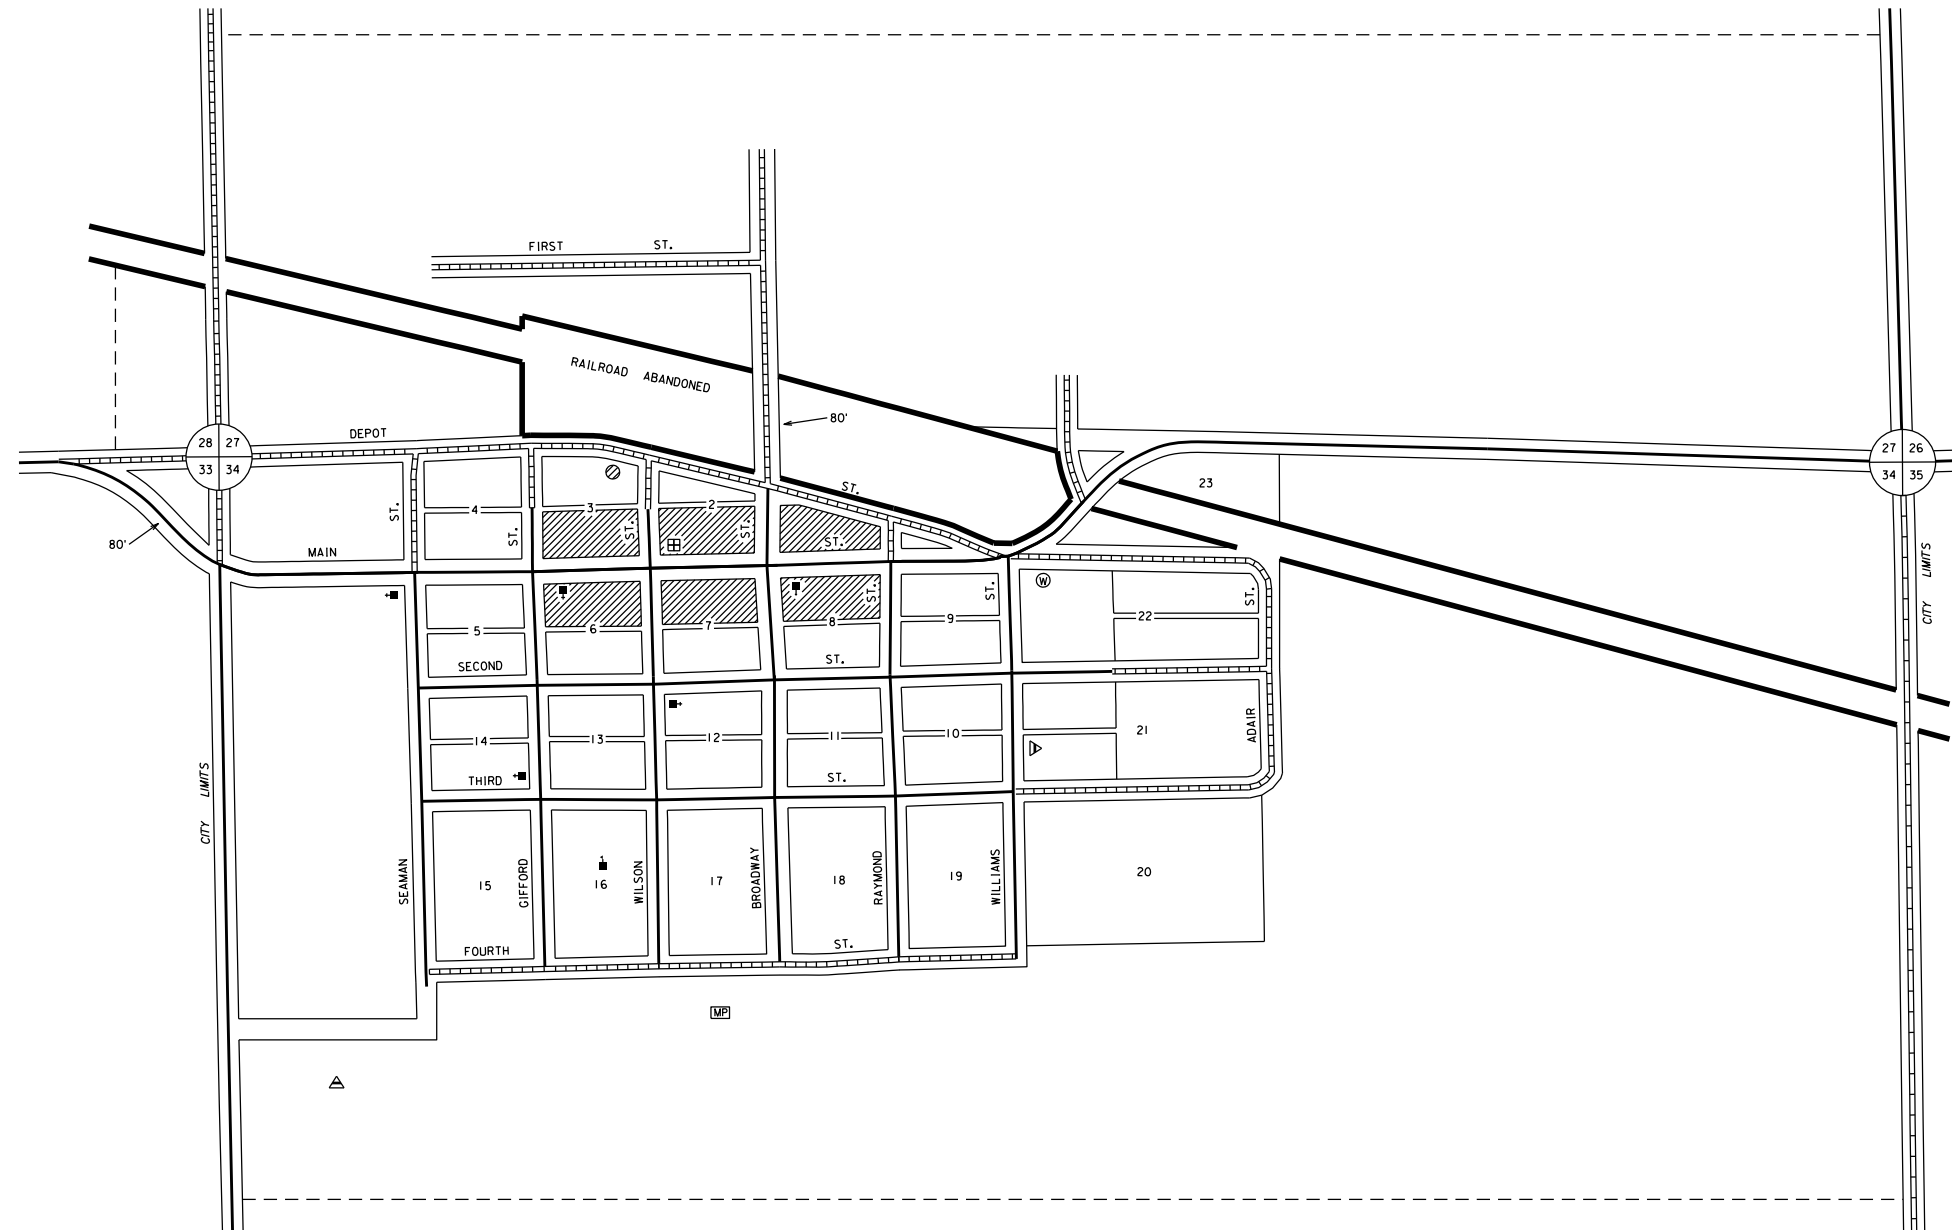 FIRST ST.
RAILROAD ABANDONED
80'
DEPOT
28 27
33 34
27 26
34 35
ST.
23
80'
ST.
4
ST.
3
ST.
2
ST.
ST.
MAIN
CITY LIMITS
W
ST.
ST.
ST.
22
5
6
7
8
9
SECOND
ST.
14
13
12
11
10
21
ADAIR
THIRD
ST.
CITY LIMITS
SEAMAN
15
GIFFORD
1
16
WILSON
17
BROADWAY
18
RAYMOND
19
WILLIAMS
20
FOURTH
ST.
MP